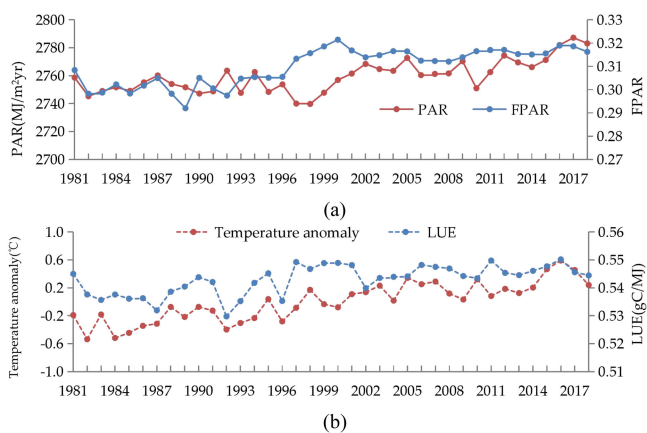 2800 0.33
2780 0.32
2760 0.31
2740 0.30
2720 0.29
2700 0.28
0.27
PAR(MJ/m²yr)
FPAR
PAR FPAR
1981 1984 1987 1990 1993 1996 1999 2002 2005 2008 2011 2014 2017
(a)
Temperature anomaly LUE
1.0 0.56
0.6 0.55
0.2 0.54
-0.2 0.53
-0.6 0.52
-1.0 0.51
Temperature anomaly(℃)
LUE(gC/MJ)
1981 1984 1987 1990 1993 1996 1999 2002 2005 2008 2011 2014 2017
(b)